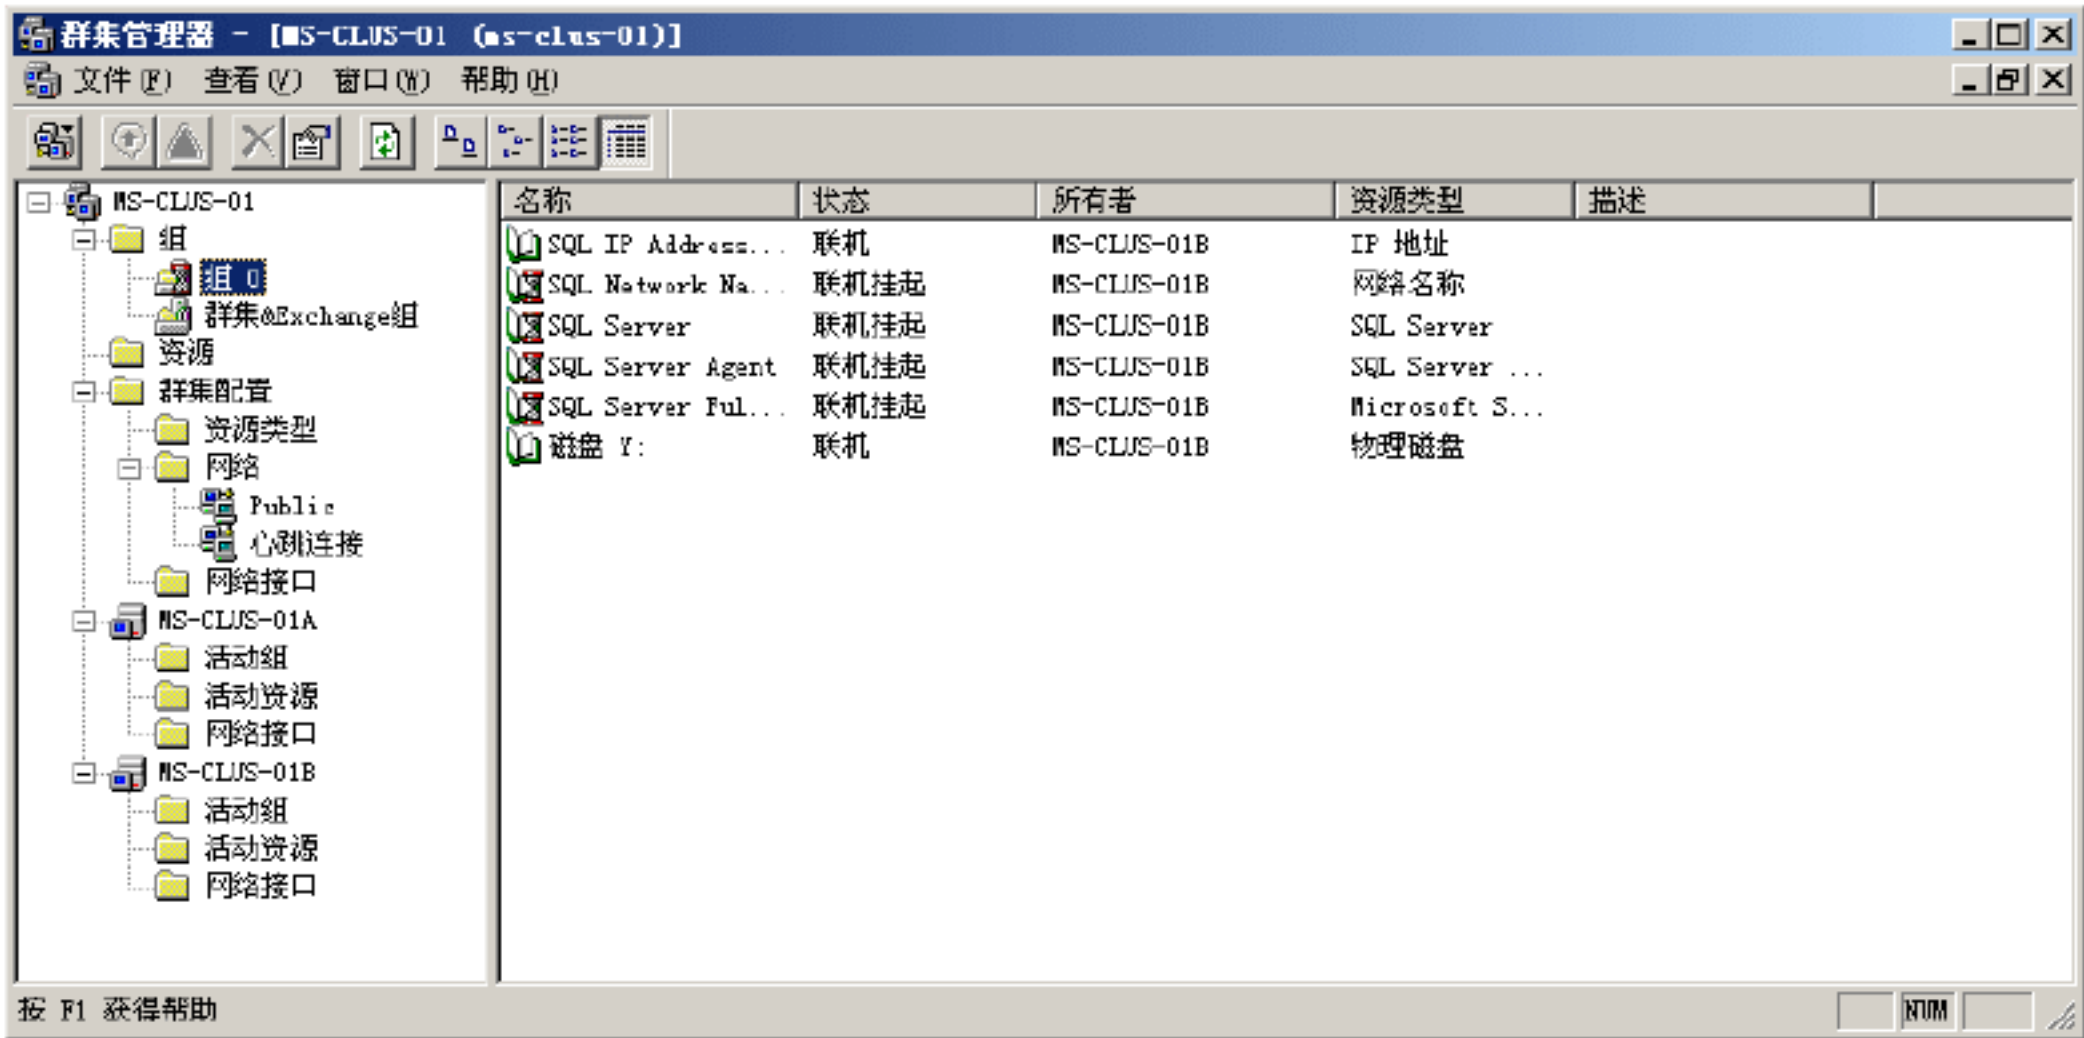 群集管理器 - [MS-CLUS-01 (ms-clus-01)]
文件(F) 查看(V) 窗口(W) 帮助(H)
MS-CLUS-01
组
组 0
群集&Exchange组
资源
群集配置
资源类型
网络
Public
心跳连接
网络接口
MS-CLUS-01A
活动组
活动资源
网络接口
MS-CLUS-01B
活动组
活动资源
网络接口
名称 状态 所有者 资源类型 描述
SQL IP Address... 联机 MS-CLUS-01B IP 地址
SQL Network Na... 联机挂起 MS-CLUS-01B 网络名称
SQL Server 联机挂起 MS-CLUS-01B SQL Server
SQL Server Agent 联机挂起 MS-CLUS-01B SQL Server ...
SQL Server Ful... 联机挂起 MS-CLUS-01B Microsoft S...
磁盘 Y: 联机 MS-CLUS-01B 物理磁盘
按 F1 获得帮助
NUM